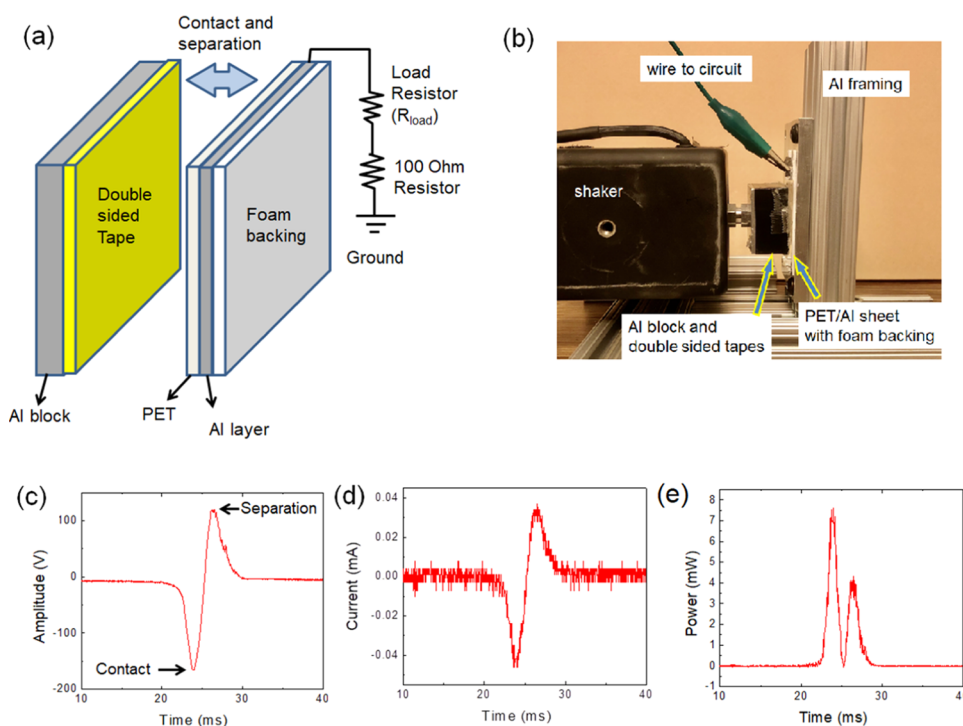 (a)
Contact and
separation
Load
Resistor
(Rload)
100 Ohm
Resistor
Ground
Double
sided
Tape
Foam
backing
Al block
PET
Al layer
(b)
wire to circuit
Al framing
shaker
Al block and
double sided tapes
PET/Al sheet
with foam backing
(c)
Amplitude (V)
100
0
-100
-200
Separation
Contact
10
20
30
40
Time (ms)
(d)
Current (mA)
0.04
0.02
0.00
-0.02
-0.04
10
20
30
40
Time (ms)
(e)
Power (mW)
8
7
6
5
4
3
2
1
0
-1
10
20
30
40
Time (ms)